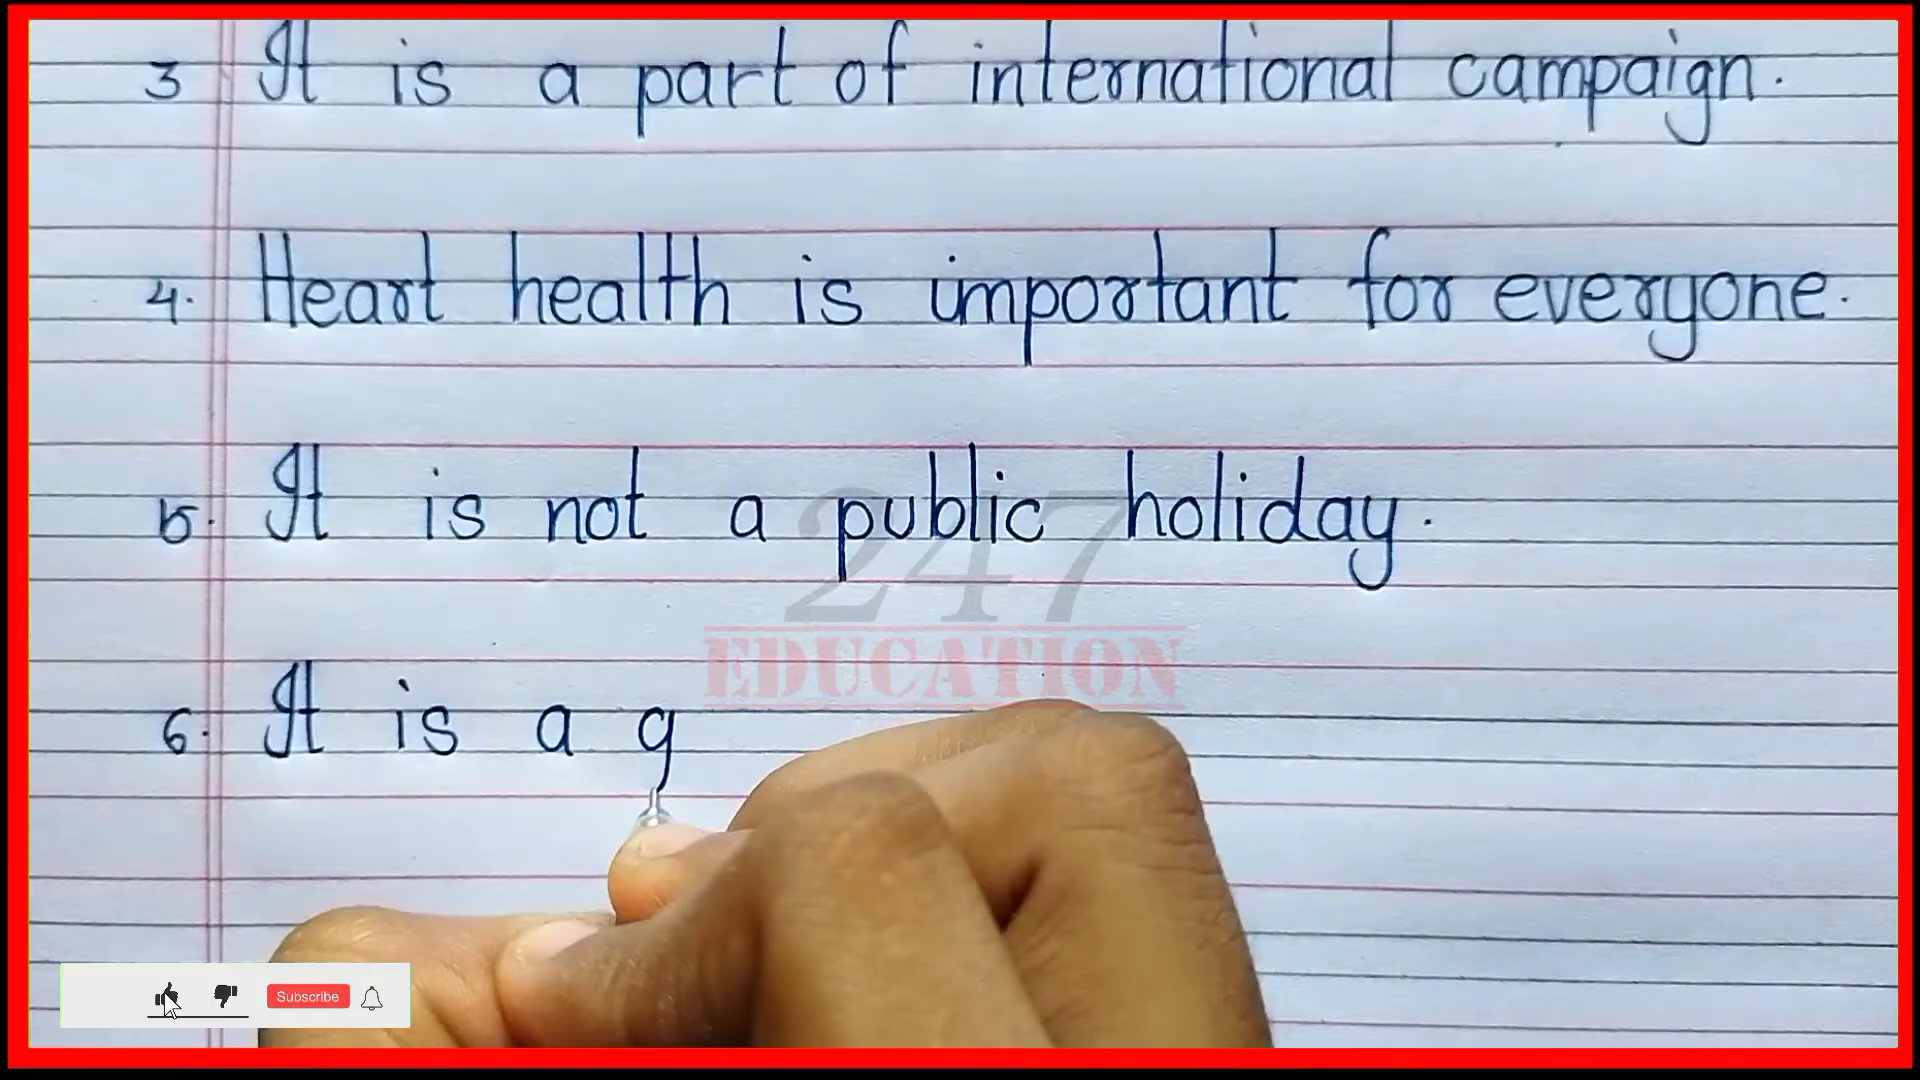 3 It is a part of international campaign.
4. Heart health is important for everyone.
5. It is not a public holiday.
247
EDUCATION
6. It is a g
Subscribe